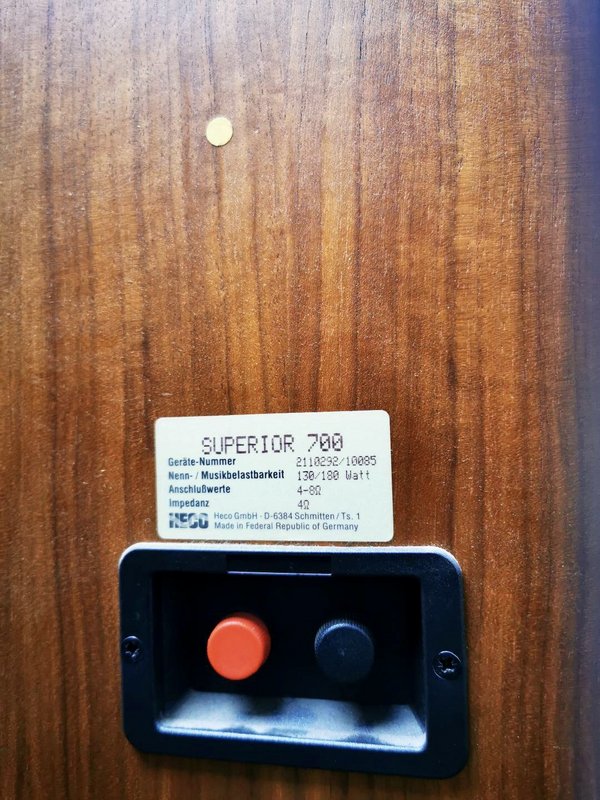 SUPERIOR 700
Geräte-Nummer 2110292/10085
Nenn- / Musikbelastbarkeit 130/180 Watt
Anschlußwerte 4-8Ω
Impedanz 4Ω
HECO Heco GmbH · D-6384 Schmitten / Ts. 1
Made in Federal Republic of Germany